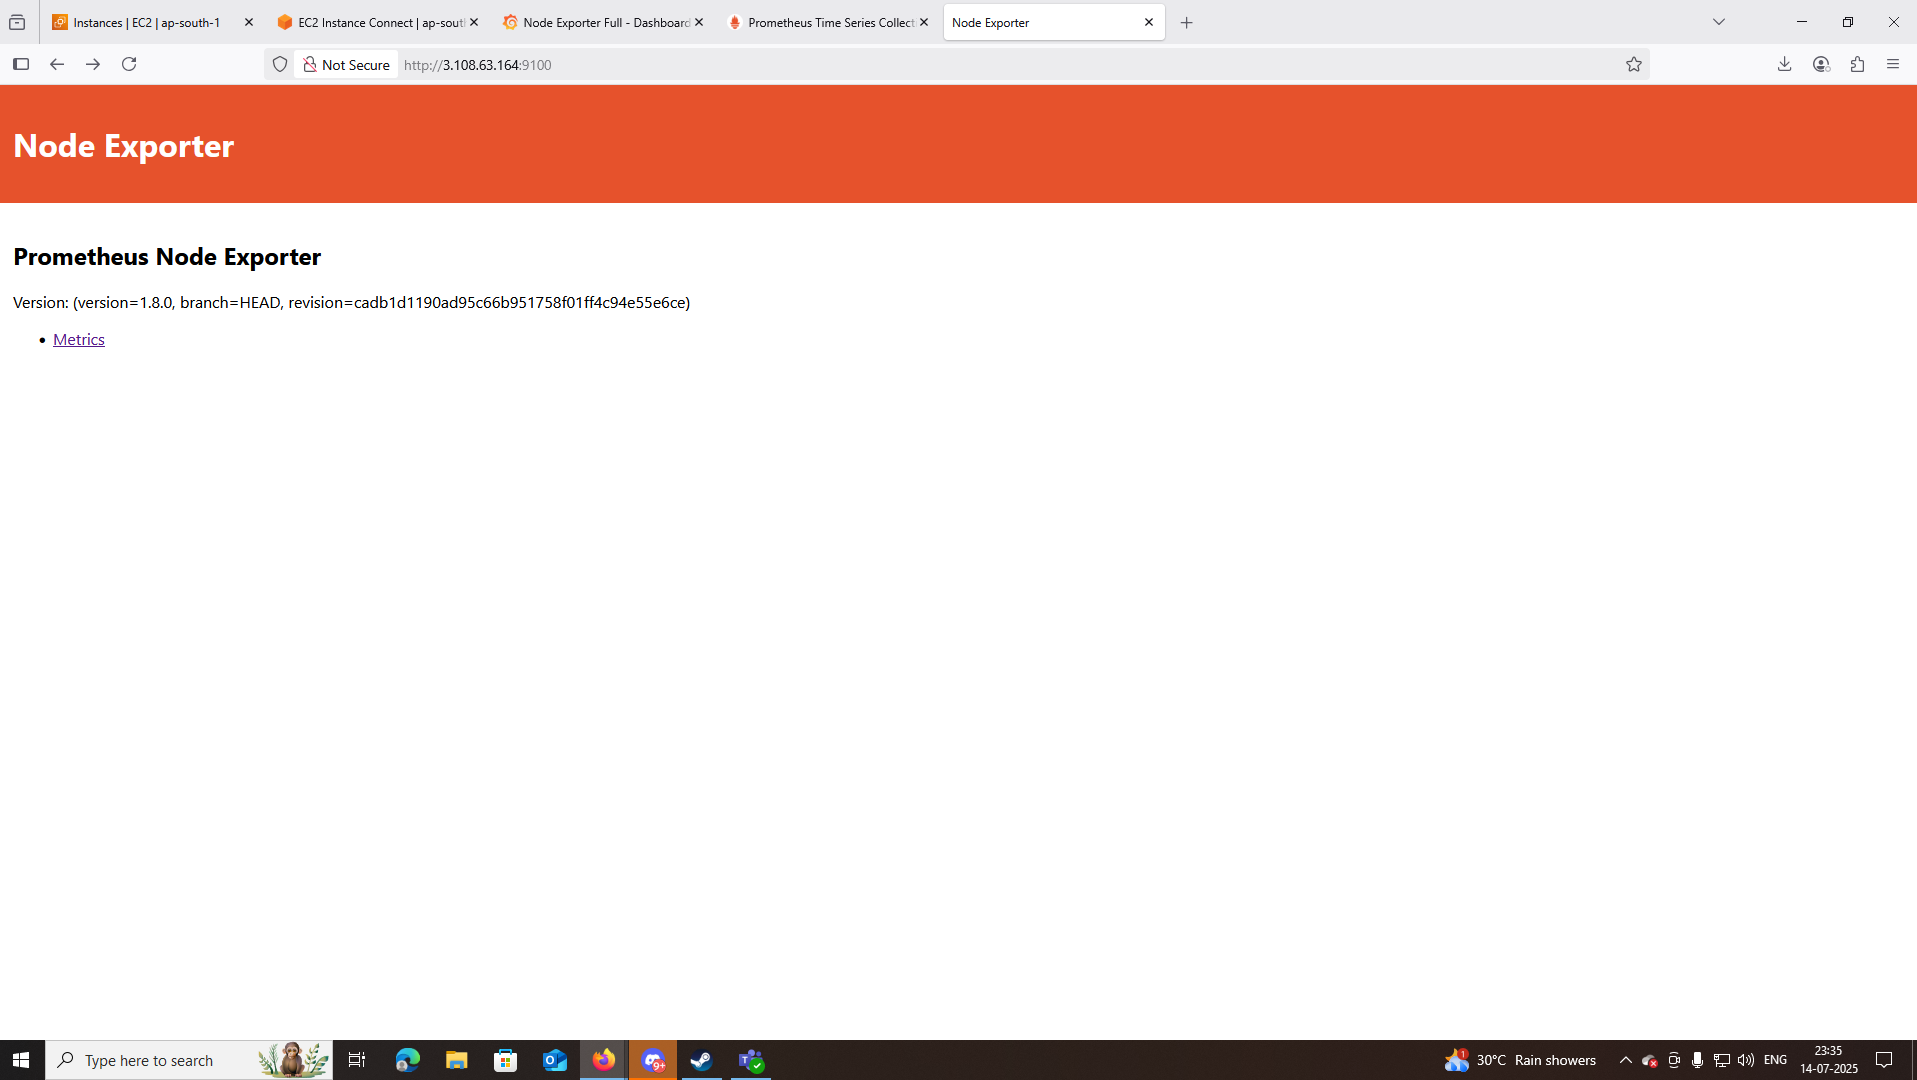 Instances | EC2 | ap-south-1
EC2 Instance Connect | ap-sout
Node Exporter Full - Dashboard
Prometheus Time Series Collect
Node Exporter
Not Secure
http://3.108.63.164:9100
Node Exporter
Prometheus Node Exporter
Version: (version=1.8.0, branch=HEAD, revision=cadb1d1190ad95c66b951758f01ff4c94e55e6ce)
• Metrics
Type here to search
9+
1
30°C Rain showers
ENG
23:35
14-07-2025